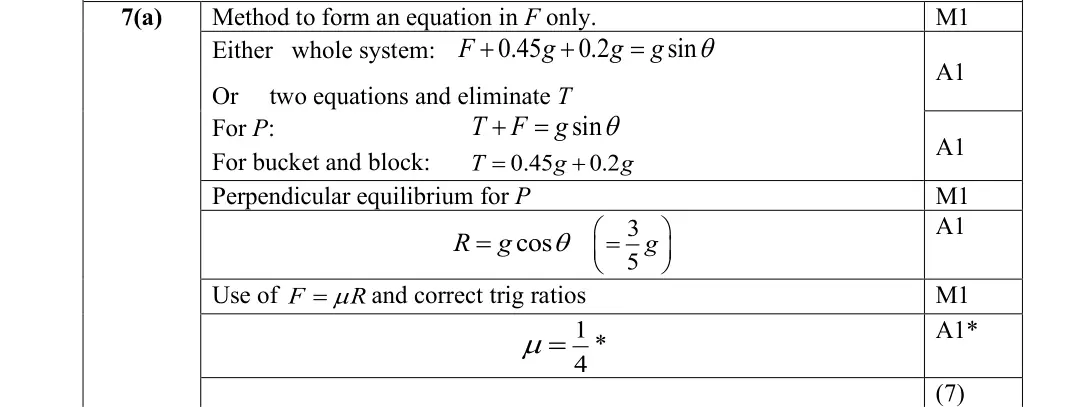 7(a) Method to form an equation in F only. M1
Either whole system: F + 0.45g + 0.2g = g sin θ
A1
Or two equations and eliminate T
For P: T + F = g sin θ
A1
For bucket and block: T = 0.45g + 0.2g
Perpendicular equilibrium for P M1
R = g cos θ (= 3/5 g) A1
Use of F = μR and correct trig ratios M1
μ = 1/4 * A1*
(7)